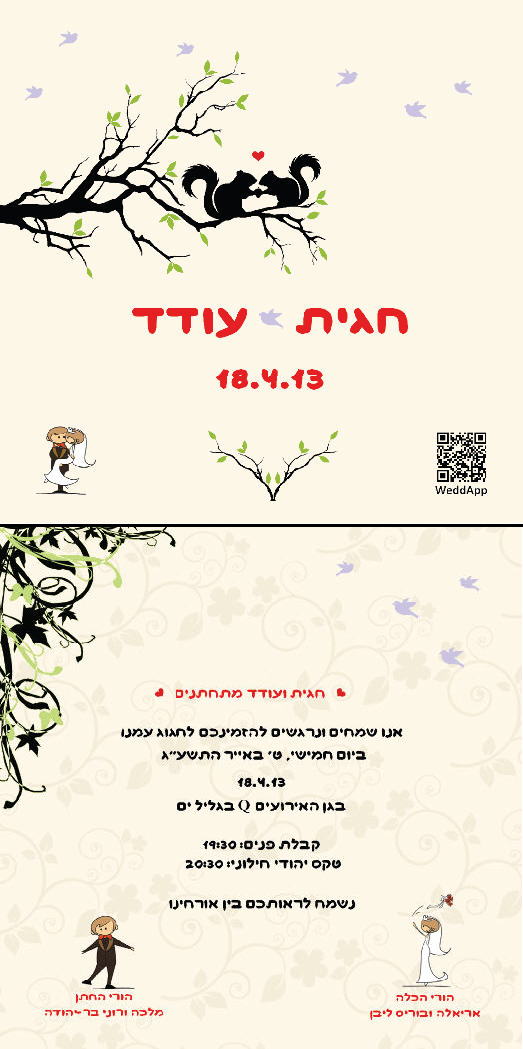 חגית עודד
18.4.13
WeddApp
חגית ועודד מתחתנים
אנו שמחים ונרגשים להזמינכם לחגוג עמנו
ביום חמישי, ט' באייר התשע״ג
18.4.13
בגן האירועים Q בגליל ים
קבלת פנים: 19:30
טקס יהודי חילוני: 20:30
נשמח לראותכם בין אורחינו
הורי הכלה
אריאלה ובוריס ליבן
הורי החתן
מלכה ורוני בר-יהודה